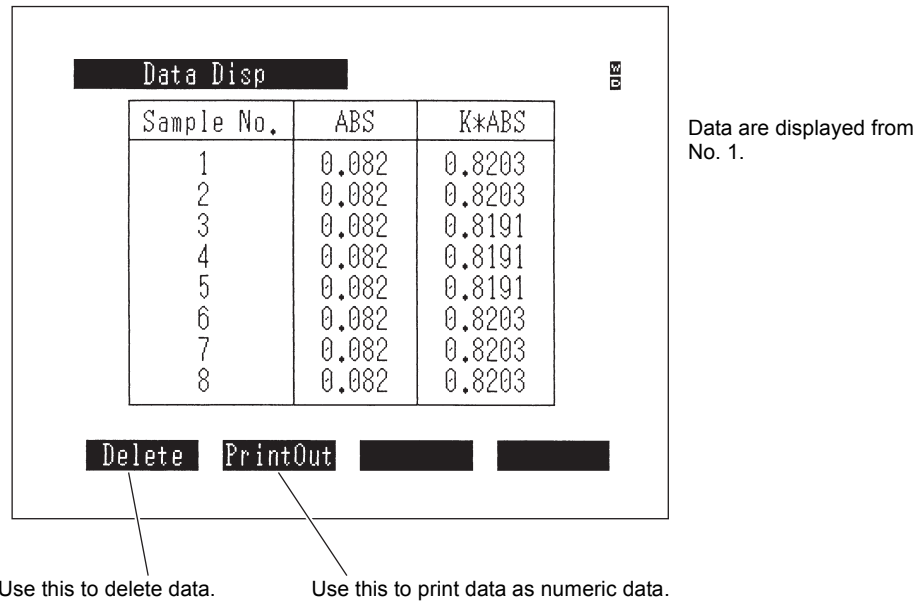 Data Disp
W
D
Sample No. ABS K*ABS
1 0.082 0.8203
2 0.082 0.8203
3 0.082 0.8191
4 0.082 0.8191
5 0.082 0.8191
6 0.082 0.8203
7 0.082 0.8203
8 0.082 0.8203
Data are displayed from
No. 1.
Delete PrintOut
Use this to delete data. Use this to print data as numeric data.